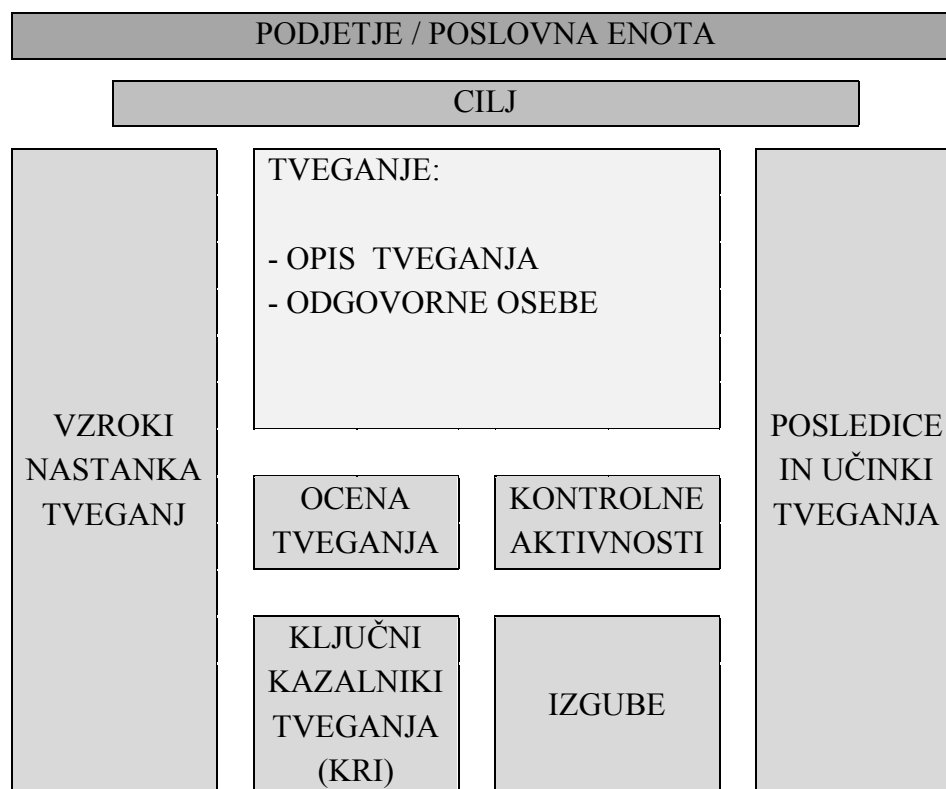 PODJETJE / POSLOVNA ENOTA
CILJ
VZROKI
NASTANKA
TVEGANJ
TVEGANJE:
- OPIS TVEGANJA
- ODGOVORNE OSEBE
OCENA
TVEGANJA
KONTROLNE
AKTIVNOSTI
KLJUČNI
KAZALNIKI
TVEGANJA
(KRI)
IZGUBE
POSLEDICE
IN UČINKI
TVEGANJA